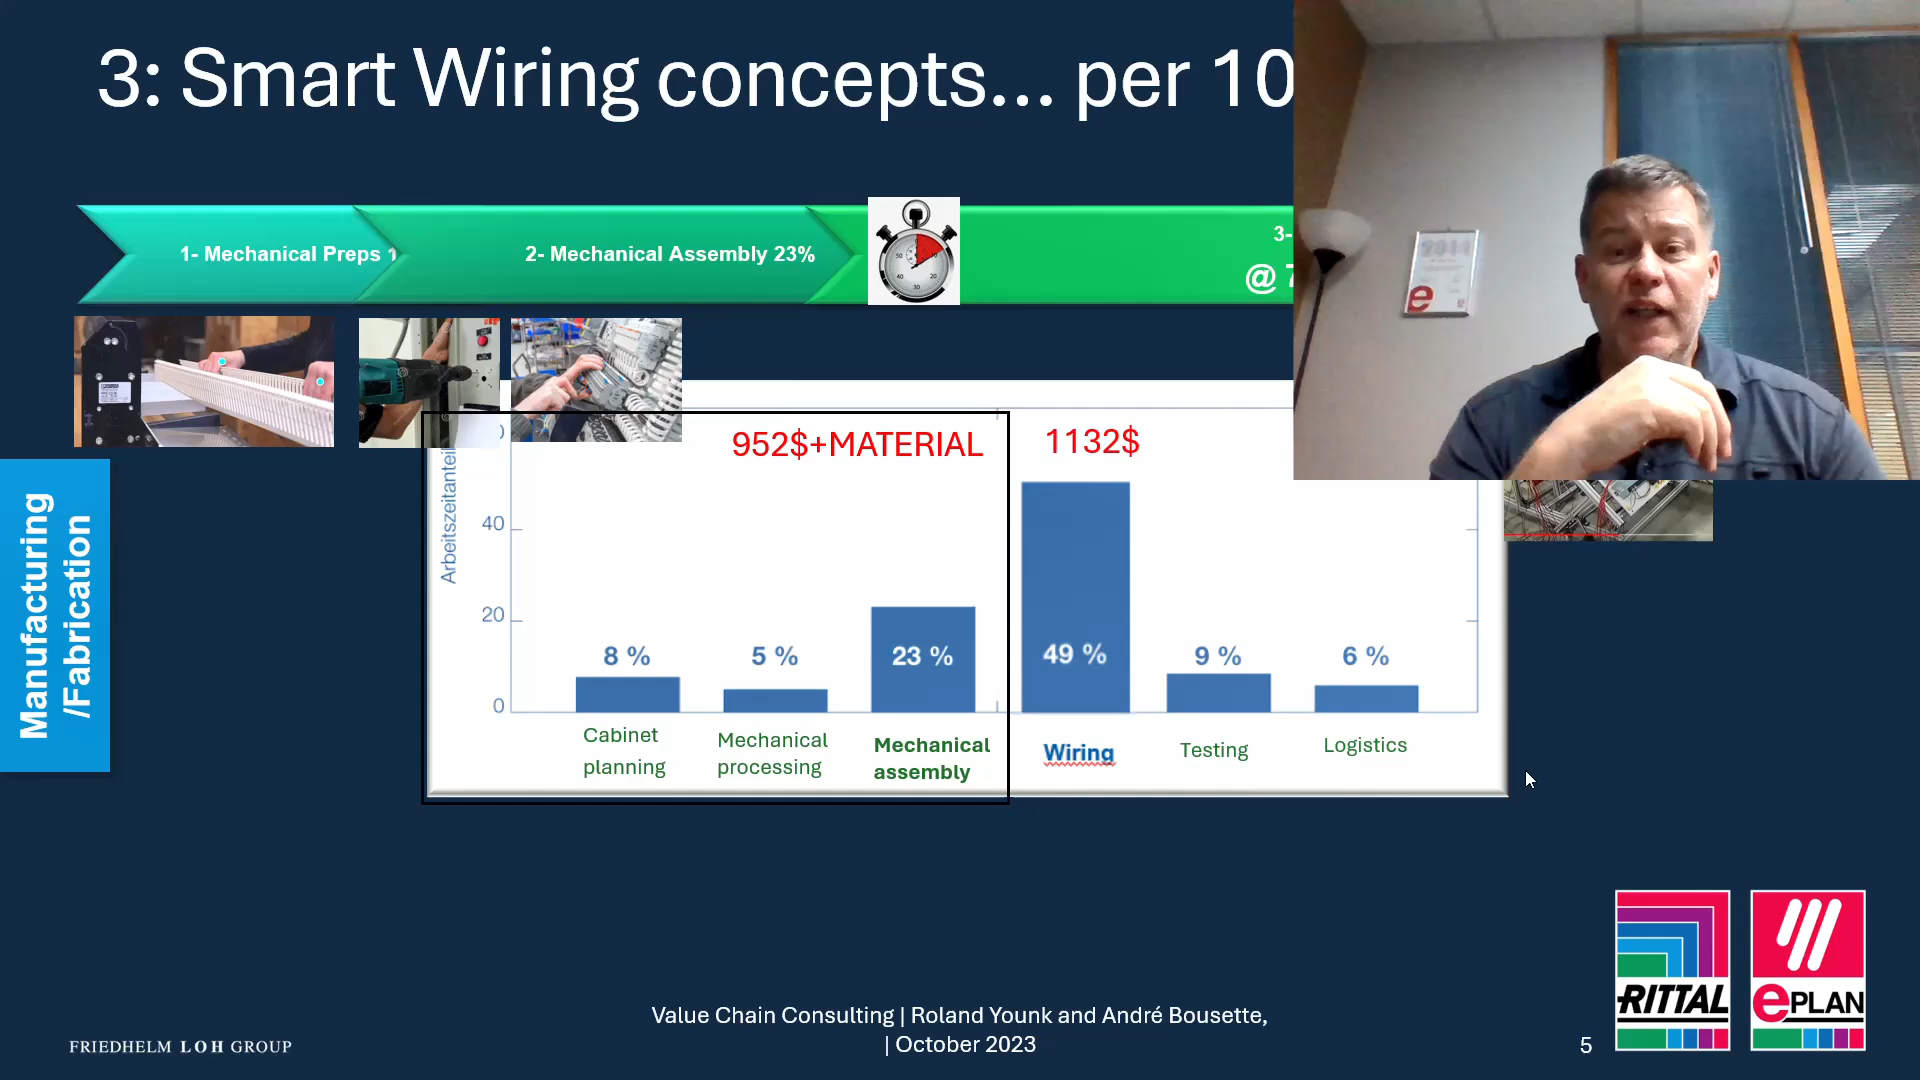 3: Smart Wiring concepts... per 10
1- Mechanical Preps 1
2- Mechanical Assembly 23%
3-
@ 7
952$+MATERIAL
1132$
Arbeitszeitanteil
40
20
0
8 %
5 %
23 %
49 %
9 %
6 %
Cabinet
planning
Mechanical
processing
Mechanical
assembly
Wiring
Testing
Logistics
Manufacturing
/Fabrication
Value Chain Consulting | Roland Younk and André Bousette,
| October 2023
FRIEDHELM LOH GROUP
5
RITTAL
ePLAN